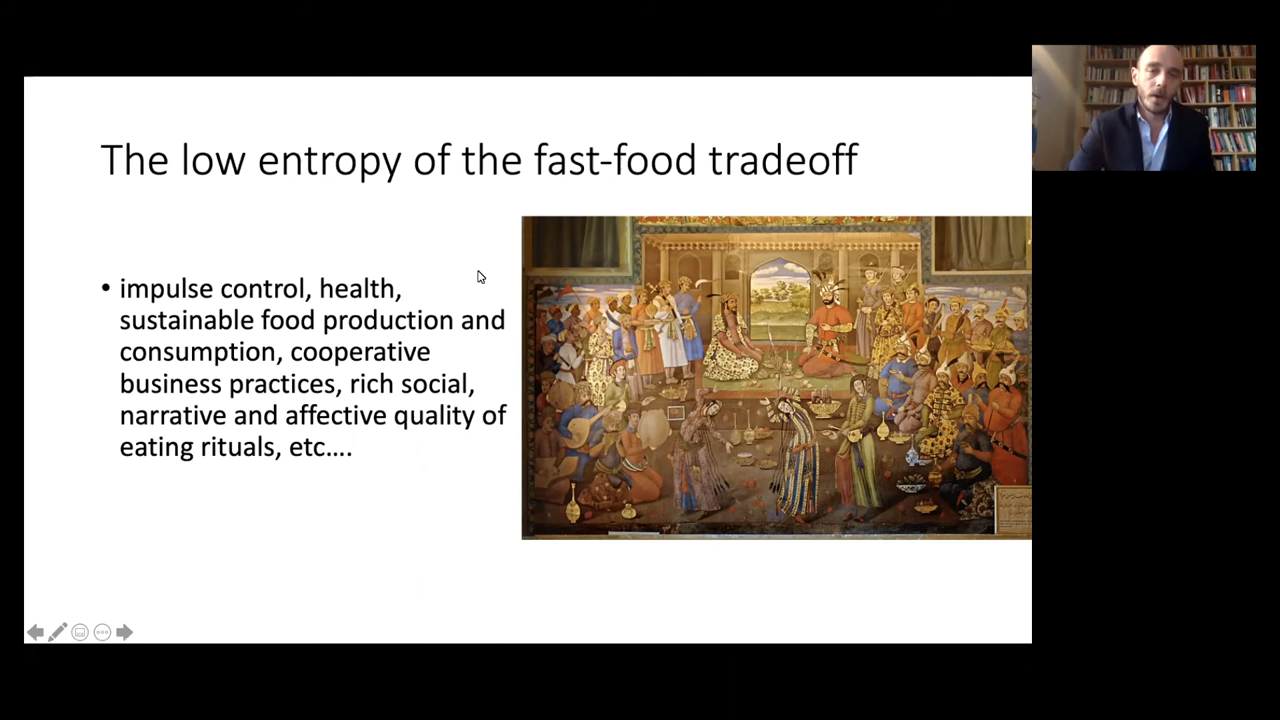 The low entropy of the fast-food tradeoff
• impulse control, health,
sustainable food production and
consumption, cooperative
business practices, rich social,
narrative and affective quality of
eating rituals, etc….